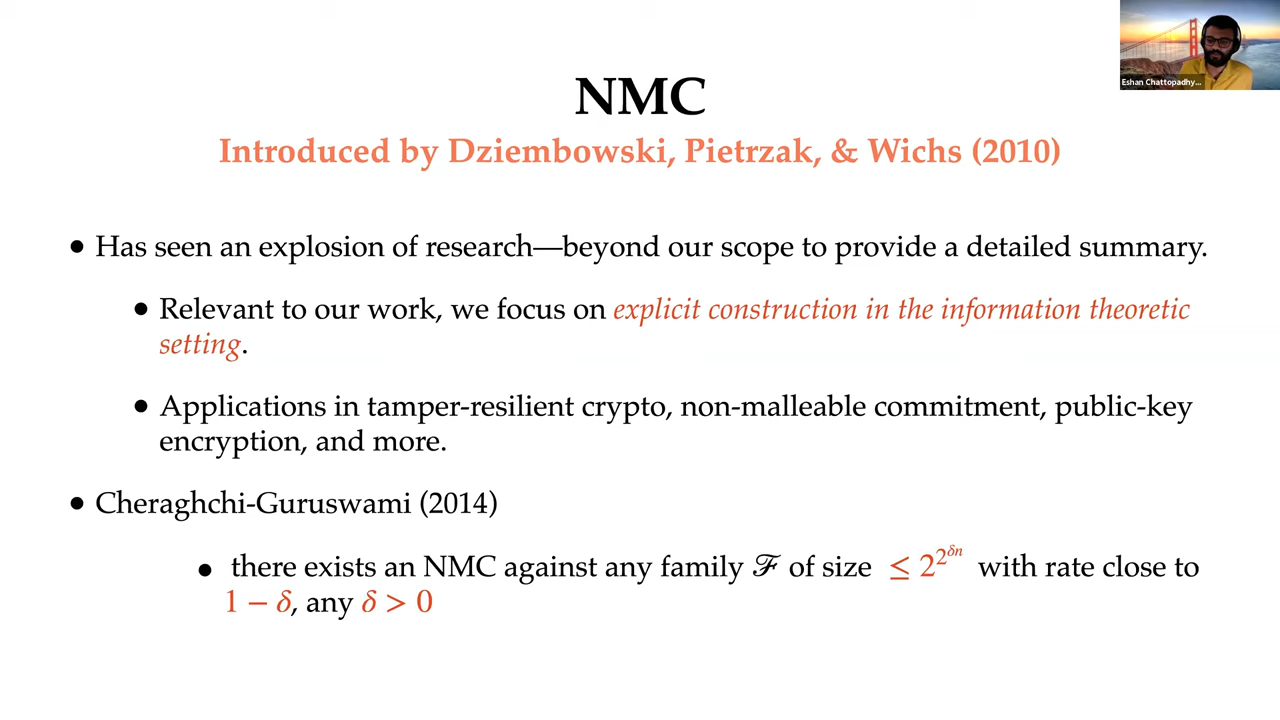 Eshan Chattopadhy...
NMC
Introduced by Dziembowski, Pietrzak, & Wichs (2010)
• Has seen an explosion of research—beyond our scope to provide a detailed summary.
• Relevant to our work, we focus on explicit construction in the information theoretic
setting.
• Applications in tamper-resilient crypto, non-malleable commitment, public-key
encryption, and more.
• Cheraghchi-Guruswami (2014)
• there exists an NMC against any family ℱ of size ≤ 2^{2^{δn}} with rate close to
1 − δ, any δ > 0